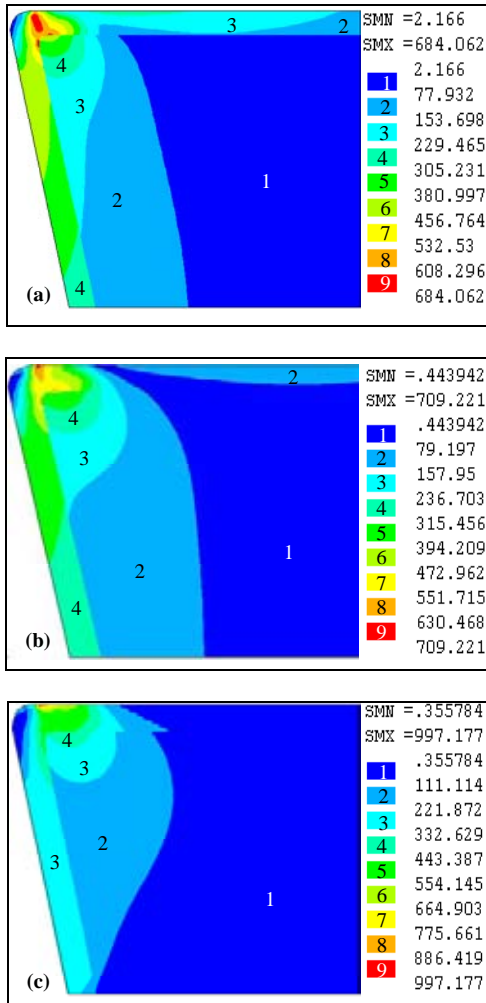 3 2 SMN =2.166
SMX =684.062
4 2.166
1 77.932
3 2 153.698
3 229.465
4 305.231
2 1 5 380.997
6 456.764
7 532.53
8 608.296
(a) 4 9 684.062
2 SMN =.443942
SMX =709.221
4 .443942
1 79.197
3 2 157.95
3 236.703
4 315.456
1 5 394.209
2 6 472.962
7 551.715
4 8 630.468
(b) 9 709.221
SMN =.355784
4 SMX =997.177
3 .355784
1 111.114
2 221.872
3 332.629
2 4 443.387
3 5 554.145
1 6 664.903
7 775.661
8 886.419
(c) 9 997.177